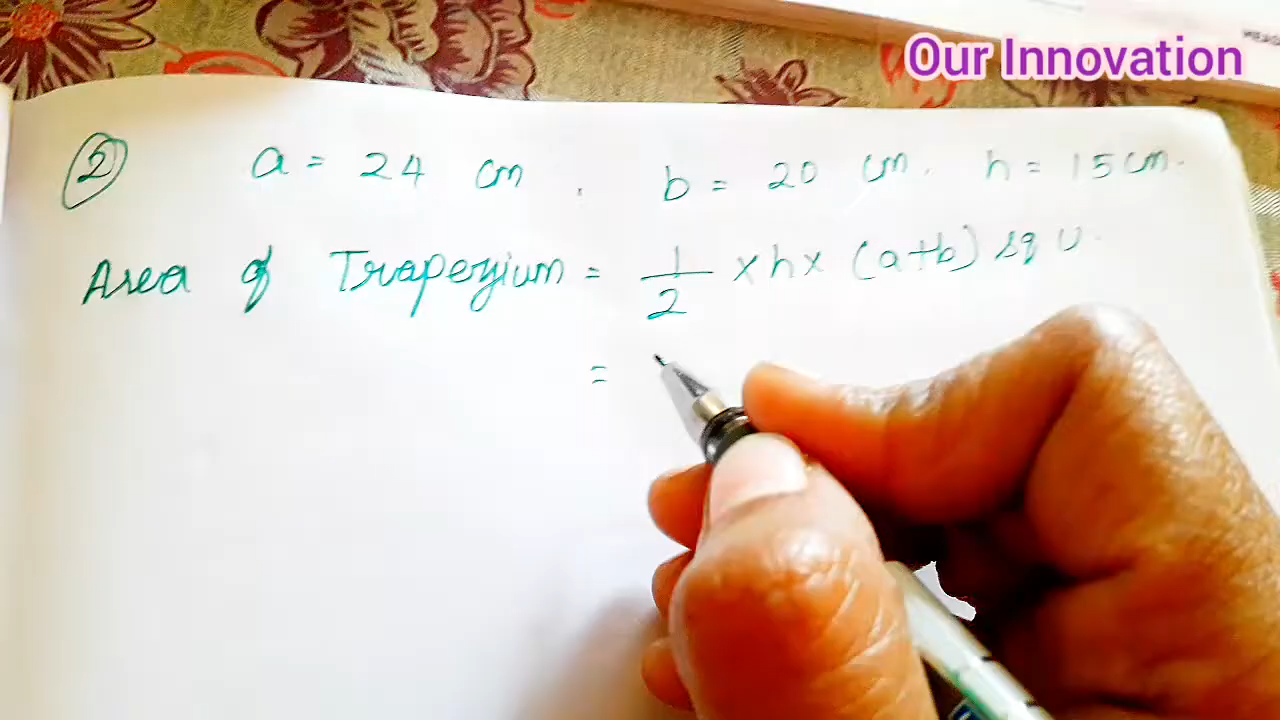 Our Innovation
② a = 24 cm . b = 20 cm. h = 15 cm.
Area of Trapezium = 1/2 × h × (a+b) sq u.
=